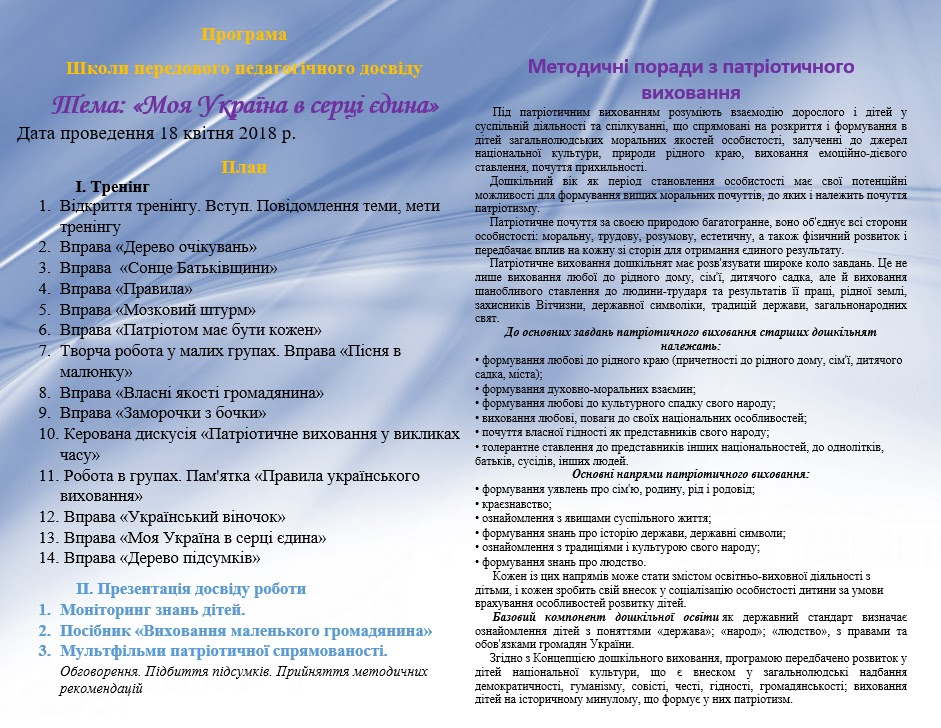 Програма
Школи передового педагогічного досвіду
Тема: «Моя Україна в серці єдина»
Дата проведення 18 квітня 2018 р.
План
І. Тренінг
1. Відкриття тренінгу. Вступ. Повідомлення теми, мети
тренінгу
2. Вправа «Дерево очікувань»
3. Вправа «Сонце Батьківщини»
4. Вправа «Правила»
5. Вправа «Мозковий штурм»
6. Вправа «Патріотом має бути кожен»
7. Творча робота у малих групах. Вправа «Пісня в
малюнку»
8. Вправа «Власні якості громадянина»
9. Вправа «Заморочки з бочки»
10. Керована дискусія «Патріотичне виховання у викликах
часу»
11. Робота в групах. Пам'ятка «Правила українського
виховання»
12. Вправа «Український віночок»
13. Вправа «Моя Україна в серці єдина»
14. Вправа «Дерево підсумків»
ІІ. Презентація досвіду роботи
1. Моніторинг знань дітей.
2. Посібник «Виховання маленького громадянина»
3. Мультфільми патріотичної спрямованості.
Обговорення. Підбиття підсумків. Прийняття методичних
рекомендацій
Методичні поради з патріотичного
виховання
Під патріотичним вихованням розуміють взаємодію дорослого і дітей у
суспільній діяльності та спілкуванні, що спрямовані на розкриття і формування в
дітей загальнолюдських моральних якостей особистості, залученні до джерел
національної культури, природи рідного краю, виховання емоційно-дієвого
ставлення, почуття прихильності.
Дошкільний вік як період становлення особистості має свої потенційні
можливості для формування вищих моральних почуттів, до яких і належить почуття
патріотизму.
Патріотичне почуття за своєю природою багатогранне, воно об'єднує всі сторони
особистості: моральну, трудову, розумову, естетичну, а також фізичний розвиток і
передбачає вплив на кожну зі сторін для отримання єдиного результату.
Патріотичне виховання дошкільнят має розв'язувати широке коло завдань. Це не
лише виховання любої до рідного дому, сім'ї, дитячого садка, але й виховання
шанобливого ставлення до людини-трударя та результатів її праці, рідної землі,
захисників Вітчизни, державної символіки, традицій держави, загальнонародних
свят.
До основних завдань патріотичного виховання старших дошкільнят
належать:
• формування любові до рідного краю (причетності до рідного дому, сім'ї, дитячого
садка, міста);
• формування духовно-моральних взаємин;
• формування любові до культурного спадку свого народу;
• виховання любові, поваги до своїх національних особливостей;
• почуття власної гідності як представників свого народу;
• толерантне ставлення до представників інших національностей, до однолітків,
батьків, сусідів, інших людей.
Основні напрями патріотичного виховання:
• формування уявлень про сім'ю, родину, рід і родовід;
• краєзнавство;
• ознайомлення з явищами суспільного життя;
• формування знань про історію держави, державні символи;
• ознайомлення з традиціями і культурою свого народу;
• формування знань про людство.
Кожен із цих напрямів може стати змістом освітньо-виховної діяльності з
дітьми, і кожен зробить свій внесок у соціалізацію особистості дитини за умови
врахування особливостей розвитку дітей.
Базовий компонент дошкільної освіти як державний стандарт визначає
ознайомлення дітей з поняттями «держава»; «народ»; «людство», з правами та
обов'язками громадян України.
Згідно з Концепцією дошкільного виховання, програмою передбачено розвиток у
дітей національної культури, що є внеском у загальнолюдські надбання
демократичності, гуманізму, совісті, честі, гідності, громадянськості; виховання
дітей на історичному минулому, що формує у них патріотизм.